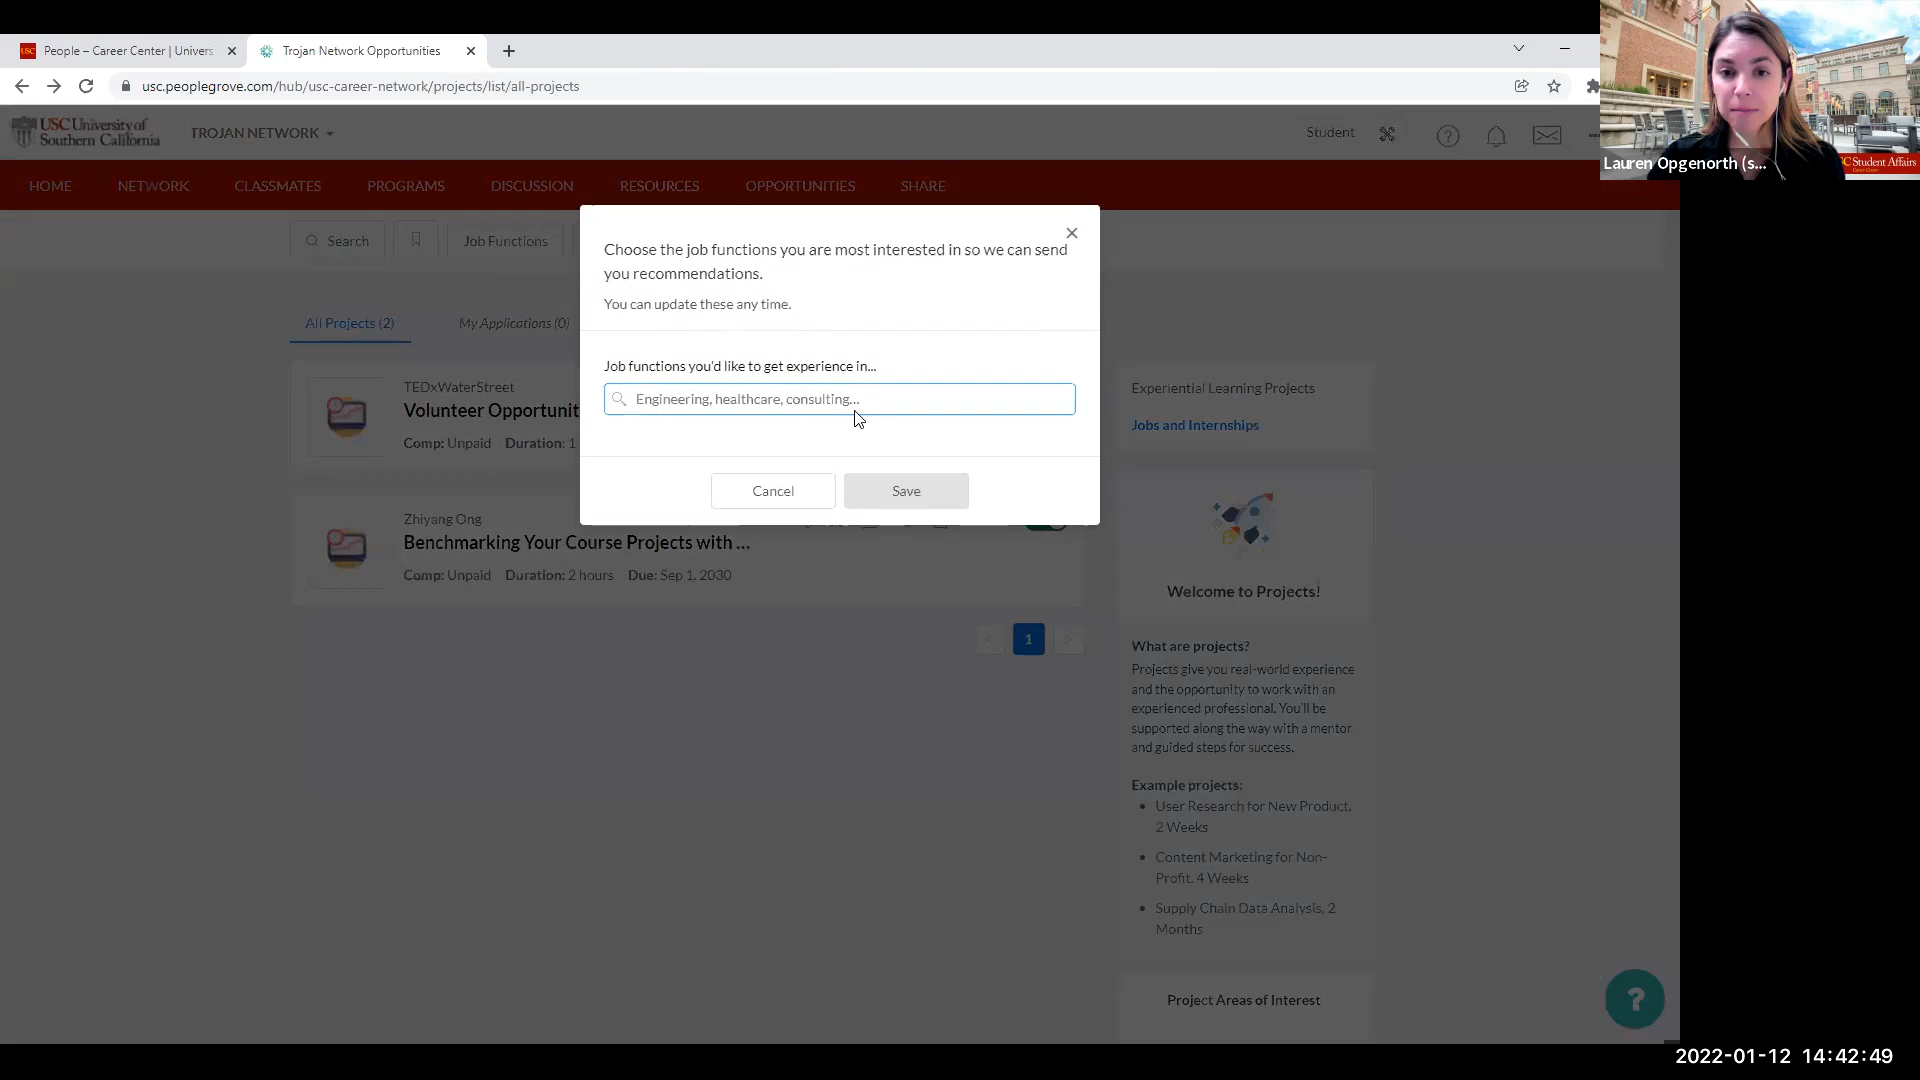 USC People – Career Center | Univers
Trojan Network Opportunities
usc.peoplegrove.com/hub/usc-career-network/projects/list/all-projects
USC University of
Southern California
TROJAN NETWORK
Student
?
HOME NETWORK CLASSMATES PROGRAMS DISCUSSION RESOURCES OPPORTUNITIES SHARE
Search Job Functions
Choose the job functions you are most interested in so we can send
you recommendations.
You can update these any time.
Job functions you'd like to get experience in...
Engineering, healthcare, consulting...
Cancel Save
All Projects (2) My Applications (0)
TEDxWaterStreet
Volunteer Opportunit
Comp: Unpaid Duration: 1
Zhiyang Ong
Benchmarking Your Course Projects with ...
Comp: Unpaid Duration: 2 hours Due: Sep 1, 2030
< 1 >
Experiential Learning Projects
Jobs and Internships
Welcome to Projects!
What are projects?
Projects give you real-world experience
and the opportunity to work with an
experienced professional. You'll be
supported along the way with a mentor
and guided steps for success.
Example projects:
• User Research for New Product.
2 Weeks
• Content Marketing for Non-
Profit. 4 Weeks
• Supply Chain Data Analysis, 2
Months
Project Areas of Interest
?
Lauren Opgenorth (s...
SC Student Affairs
Career Center
2022-01-12 14:42:49